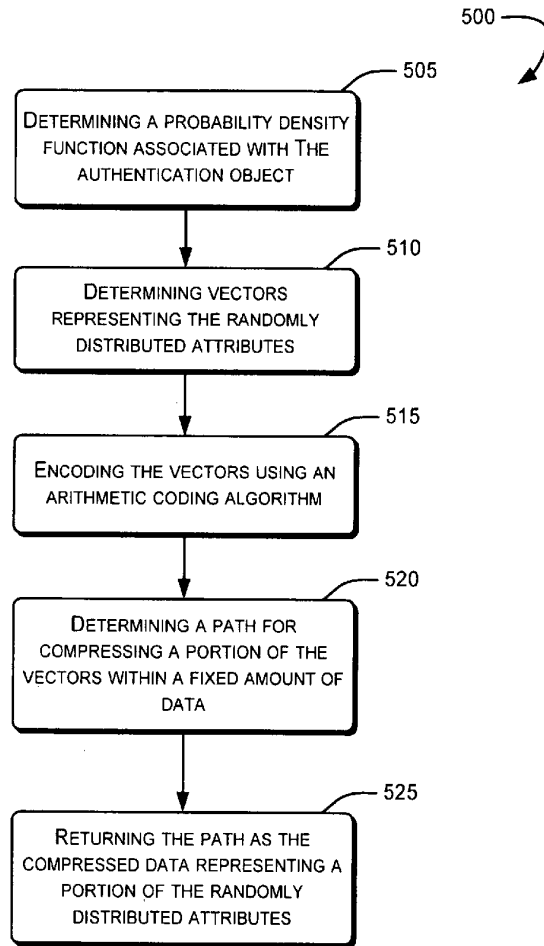 500
505
DETERMINING A PROBABILITY DENSITY
FUNCTION ASSOCIATED WITH THE
AUTHENTICATION OBJECT
510
DETERMINING VECTORS
REPRESENTING THE RANDOMLY
DISTRIBUTED ATTRIBUTES
515
ENCODING THE VECTORS USING AN
ARITHMETIC CODING ALGORITHM
520
DETERMINING A PATH FOR
COMPRESSING A PORTION OF THE
VECTORS WITHIN A FIXED AMOUNT OF
DATA
525
RETURNING THE PATH AS THE
COMPRESSED DATA REPRESENTING A
PORTION OF THE RANDOMLY
DISTRIBUTED ATTRIBUTES